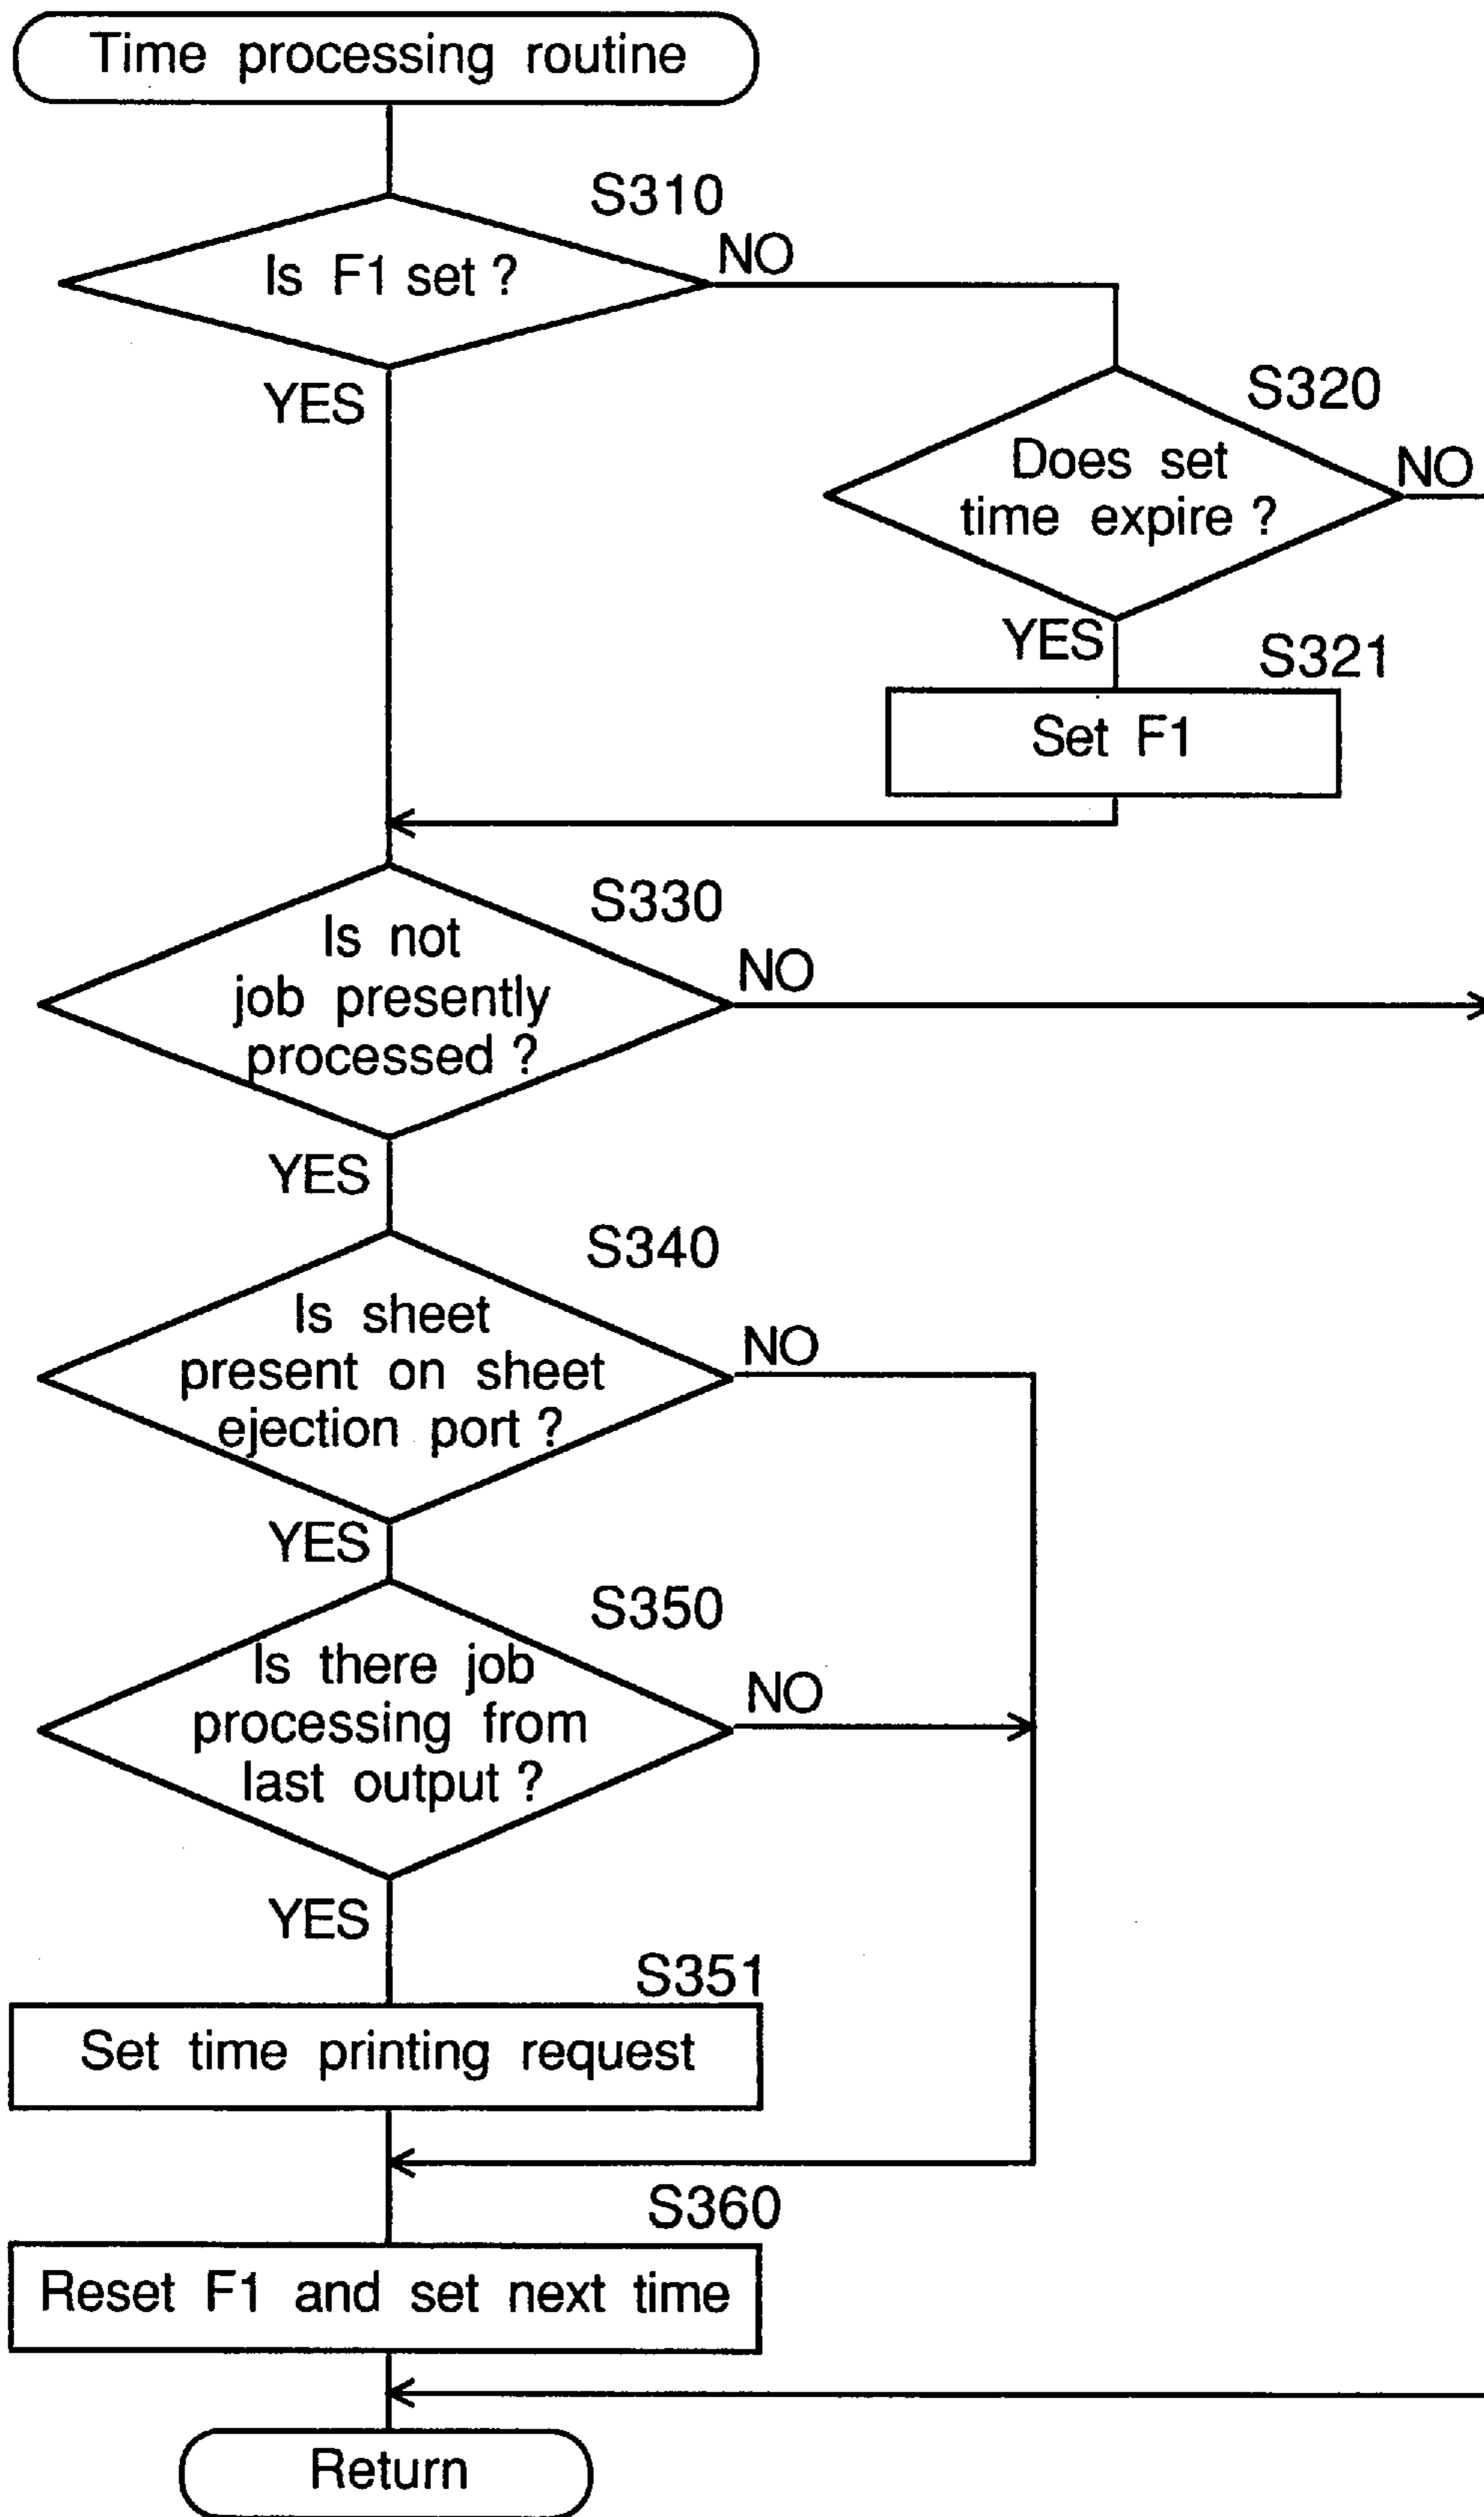 Time processing routine
S310
Is F1 set ?
NO
YES
S320
Does set
time expire ?
NO
YES
S321
Set F1
S330
Is not
job presently
processed ?
NO
YES
S340
Is sheet
present on sheet
ejection port ?
NO
YES
S350
Is there job
processing from
last output ?
NO
YES
S351
Set time printing request
S360
Reset F1 and set next time
Return